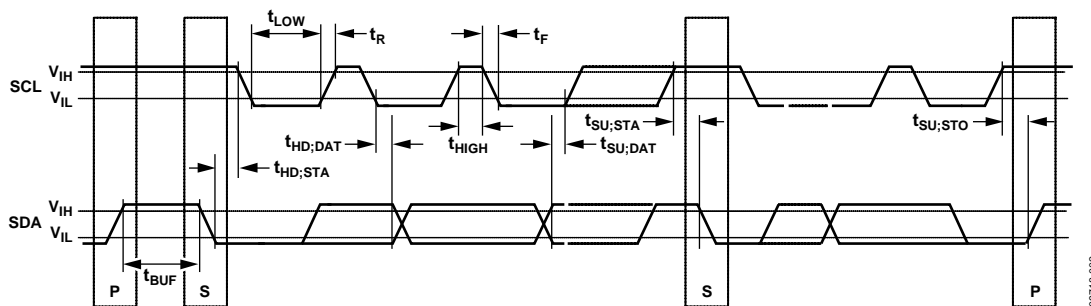 tLOW
tR
tF
VIH
SCL
VIL
tSU;STA
tSU;STO
tHD;DAT
tHIGH
tSU;DAT
tHD;STA
VIH
SDA
VIL
tBUF
P
S
S
P